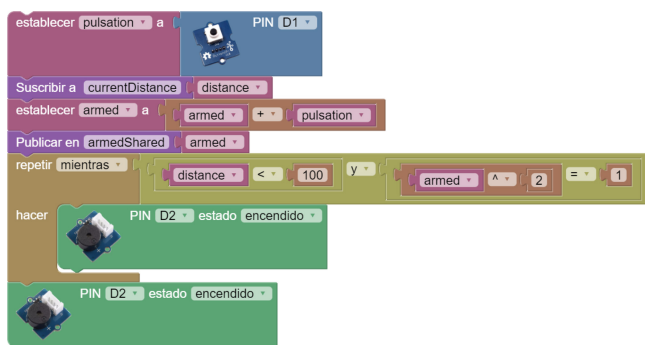 establecer pulsation a PIN D1
Suscribir a currentDistance distance
establecer armed a armed + pulsation
Publicar en armedShared armed
repetir mientras distance < 100 y armed ^ 2 = 1
hacer PIN D2 estado encendido
PIN D2 estado encendido